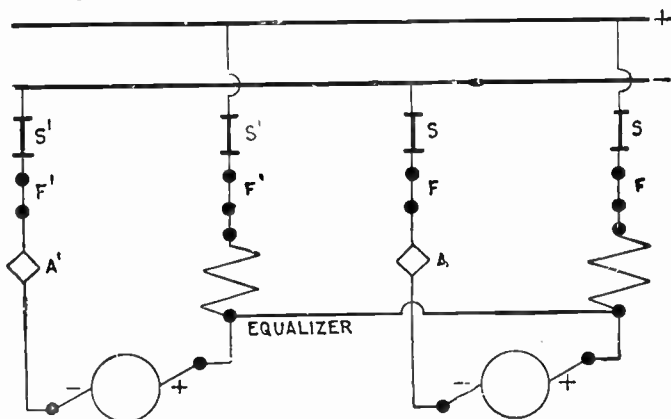 +
-
S' S' S S
F' F' F F
A' A
EQUALIZER
- + - +